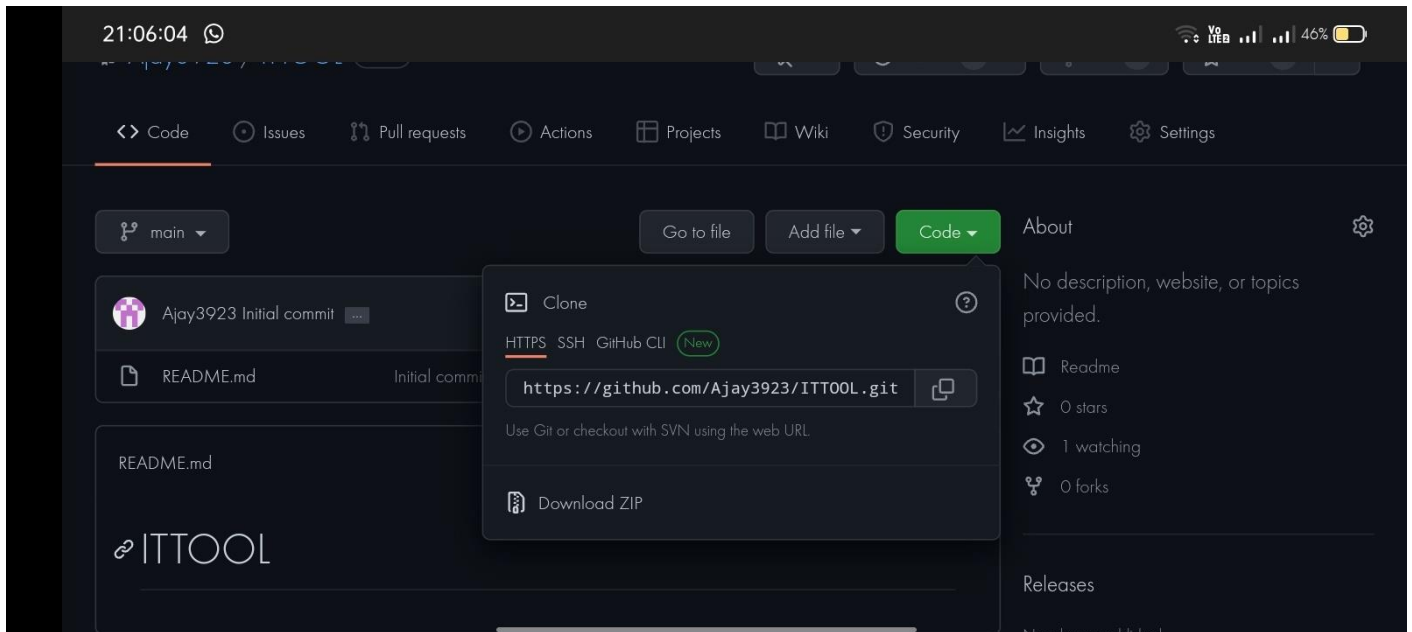 21:06:04
Vo LTE 46%
Code Issues Pull requests Actions Projects Wiki Security Insights Settings
main Go to file Add file Code
Ajay3923 Initial commit ...
README.md Initial commi
README.md
ITTOOL
Clone
HTTPS SSH GitHub CLI New
https://github.com/Ajay3923/ITTOOL.git
Use Git or checkout with SVN using the web URL.
Download ZIP
About
No description, website, or topics
provided.
Readme
0 stars
1 watching
0 forks
Releases